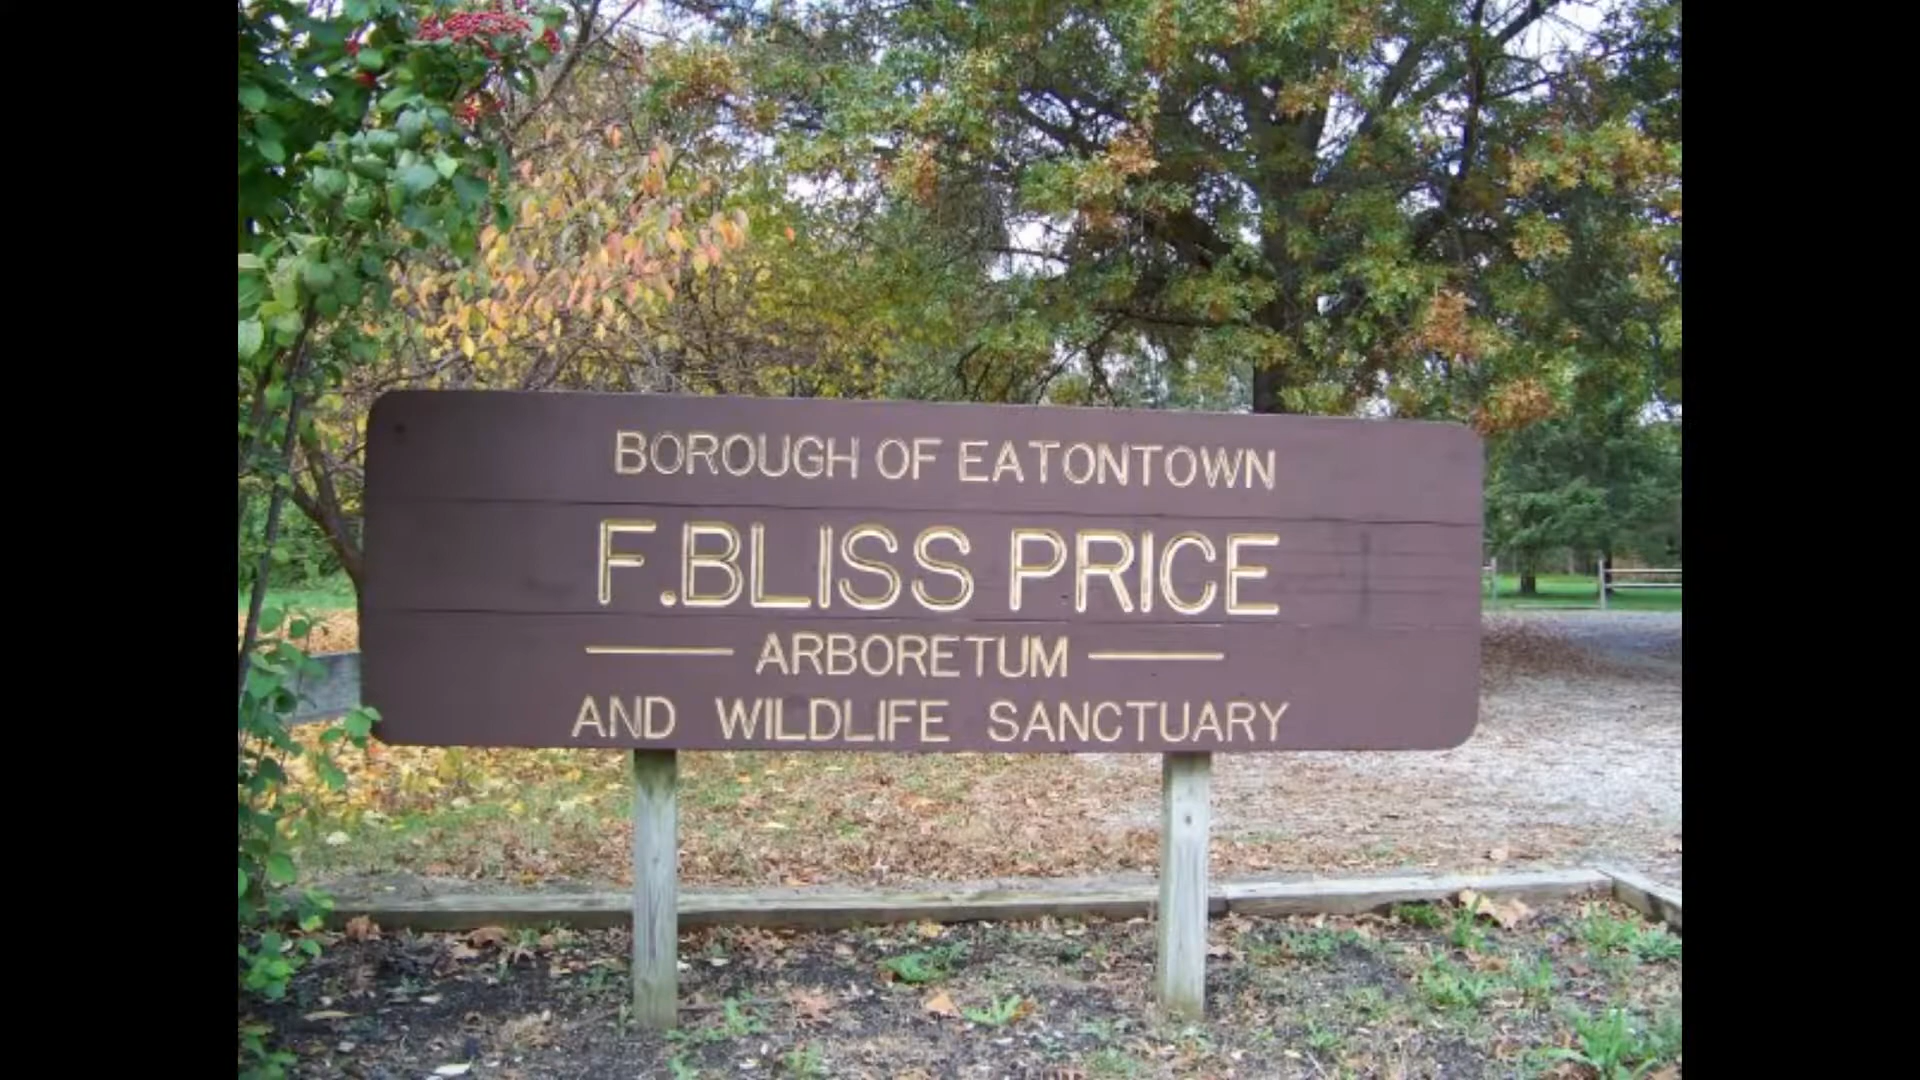 BOROUGH OF EATONTOWN
F.BLISS PRICE
ARBORETUM
AND WILDLIFE SANCTUARY